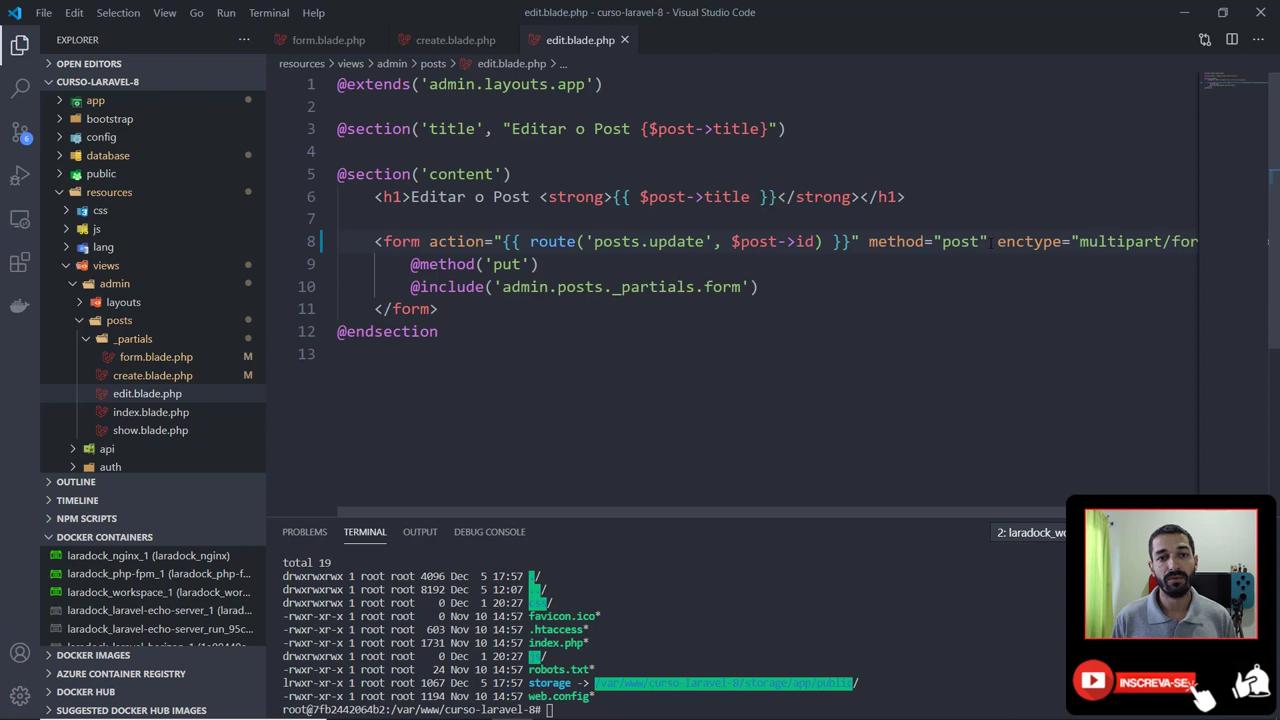 File Edit Selection View Go Run Terminal Help
edit.blade.php - curso-laravel-8 - Visual Studio Code
EXPLORER
OPEN EDITORS
CURSO-LARAVEL-8
app
bootstrap
config
database
public
resources
css
js
lang
views
admin
layouts
posts
_partials
form.blade.php M
create.blade.php M
edit.blade.php
index.blade.php
show.blade.php
api
auth
OUTLINE
TIMELINE
NPM SCRIPTS
DOCKER CONTAINERS
laradock_nginx_1 (laradock_nginx)
laradock_php-fpm_1 (laradock_php-f...
laradock_workspace_1 (laradock_wor...
laradock_laravel-echo-server_1 (larad...
laradock_laravel-echo-server_run_95c...
DOCKER IMAGES
AZURE CONTAINER REGISTRY
DOCKER HUB
SUGGESTED DOCKER HUB IMAGES
6
form.blade.php create.blade.php edit.blade.php
resources > views > admin > posts > edit.blade.php > ...
1 @extends('admin.layouts.app')
2
3 @section('title', "Editar o Post {$post->title}")
4
5 @section('content')
6 <h1>Editar o Post <strong>{{ $post->title }}</strong></h1>
7
8 <form action="{{ route('posts.update', $post->id) }}" method="post" enctype="multipart/for
9 @method('put')
10 @include('admin.posts._partials.form')
11 </form>
12 @endsection
13
PROBLEMS TERMINAL OUTPUT DEBUG CONSOLE
2: laradock_wo
total 19
drwxrwxrwx 1 root root 4096 Dec 5 17:57 ./
drwxrwxrwx 1 root root 8192 Dec 5 17:57 ../
drwxrwxrwx 1 root root 0 Dec 1 20:27 css/
-rwxr-xr-x 1 root root 0 Nov 10 14:57 favicon.ico*
-rwxr-xr-x 1 root root 603 Nov 10 14:57 .htaccess*
-rwxr-xr-x 1 root root 1731 Nov 10 14:57 index.php*
drwxrwxrwx 1 root root 0 Dec 1 20:27 js/
-rwxr-xr-x 1 root root 24 Nov 10 14:57 robots.txt*
lrwxr-xr-x 1 root root 1067 Dec 5 17:57 storage -> /var/www/curso-laravel-8/storage/app/public/
-rwxr-xr-x 1 root root 1194 Nov 10 14:57 web.config*
root@7fb2442064b2:/var/www/curso-laravel-8#
INSCREVA-SE